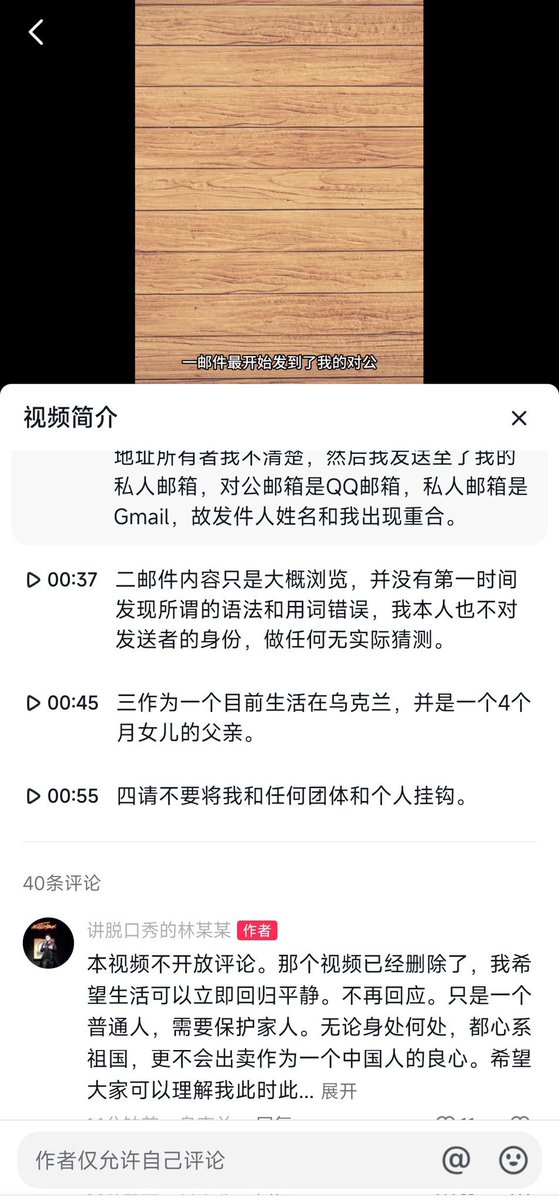 一邮件最开始发到了我的对公
视频简介
地址所有者我不清楚，然后我发送至了我的
私人邮箱，对公邮箱是QQ邮箱，私人邮箱是
Gmail，故发件人姓名和我出现重合。
00:37 二邮件内容只是大概浏览，并没有第一时间
发现所谓的语法和用词错误，我本人也不对
发送者的身份，做任何无实际猜测。
00:45 三作为一个目前生活在乌克兰，并是一个4个
月女儿的父亲。
00:55 四请不要将我和任何团体和个人挂钩。
40条评论
讲脱口秀的林某某 作者
本视频不开放评论。那个视频已经删除了，我希
望生活可以立即回归平静。不再回应。只是一个
普通人，需要保护家人。无论身处何处，都心系
祖国，更不会出卖作为一个中国人的良心。希望
大家可以理解我此时此... 展开
作者仅允许自己评论